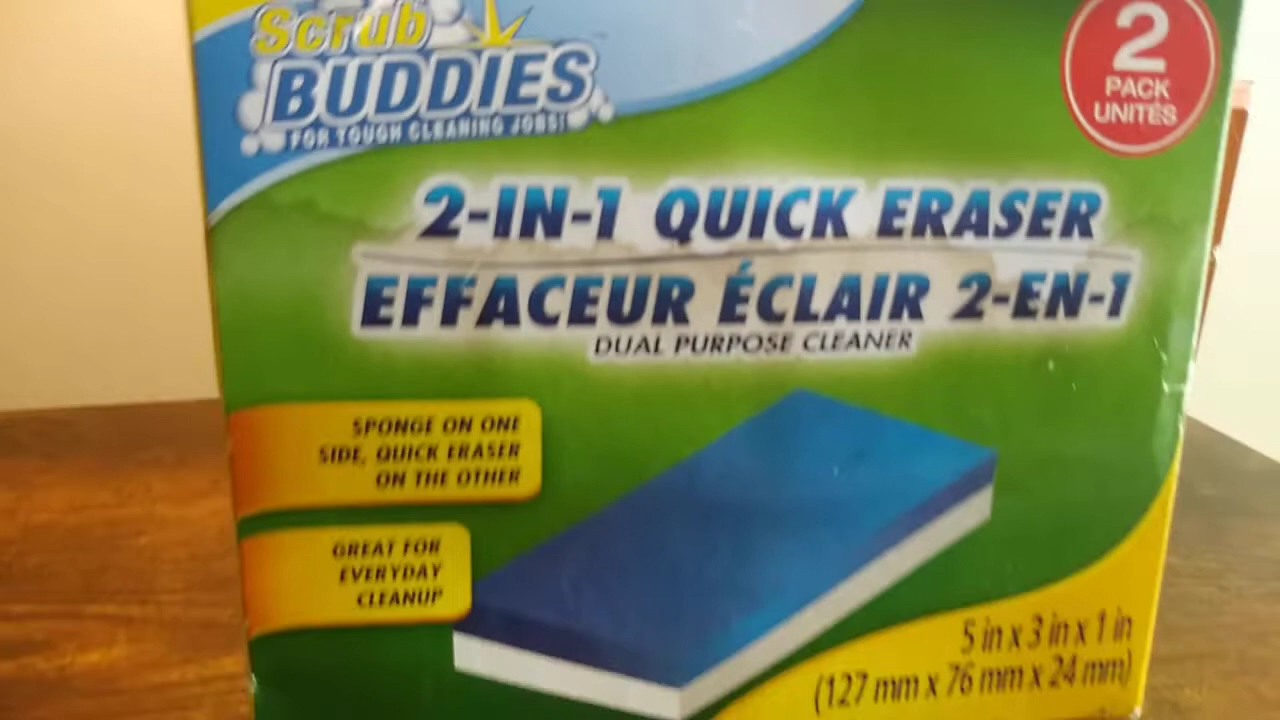 Scrub
BUDDIES
FOR TOUGH CLEANING JOBS!
2
PACK
UNITÉS
2-IN-1 QUICK ERASER
EFFACEUR ÉCLAIR 2-EN-1
DUAL PURPOSE CLEANER
SPONGE ON ONE
SIDE, QUICK ERASER
ON THE OTHER
GREAT FOR
EVERYDAY
CLEANUP
5 in x 3 in x 1 in
(127 mm x 76 mm x 24 mm)